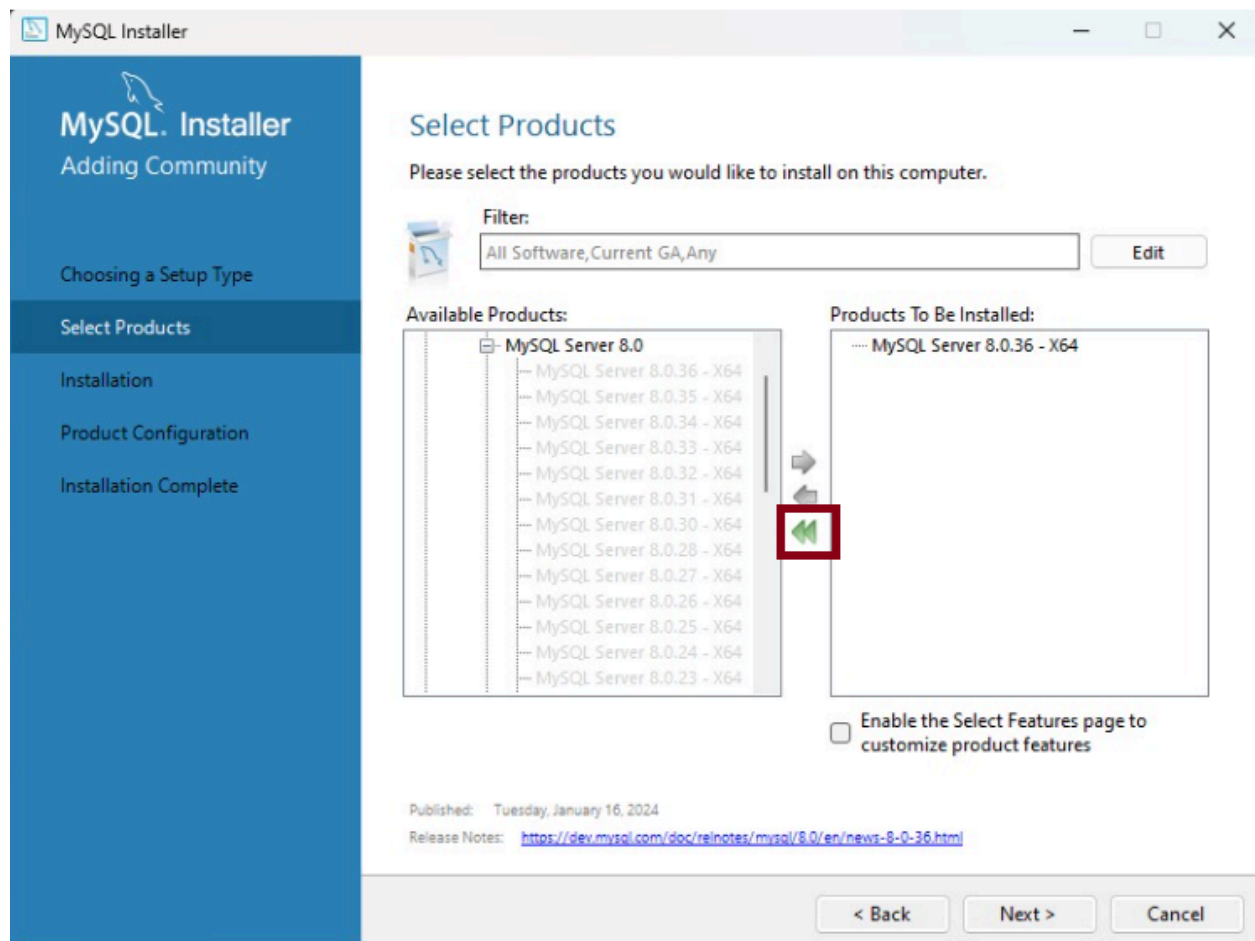 MySQL Installer
MySQL. Installer
Adding Community
Choosing a Setup Type
Select Products
Installation
Product Configuration
Installation Complete
Select Products
Please select the products you would like to install on this computer.
Filter:
All Software,Current GA,Any
Edit
Available Products:
MySQL Server 8.0
MySQL Server 8.0.36 - X64
MySQL Server 8.0.35 - X64
MySQL Server 8.0.34 - X64
MySQL Server 8.0.33 - X64
MySQL Server 8.0.32 - X64
MySQL Server 8.0.31 - X64
MySQL Server 8.0.30 - X64
MySQL Server 8.0.28 - X64
MySQL Server 8.0.27 - X64
MySQL Server 8.0.26 - X64
MySQL Server 8.0.25 - X64
MySQL Server 8.0.24 - X64
MySQL Server 8.0.23 - X64
Products To Be Installed:
MySQL Server 8.0.36 - X64
Enable the Select Features page to
customize product features
Published: Tuesday, January 16, 2024
Release Notes: https://dev.mysql.com/doc/relnotes/mysql/8.0/en/news-8-0-36.html
< Back
Next >
Cancel